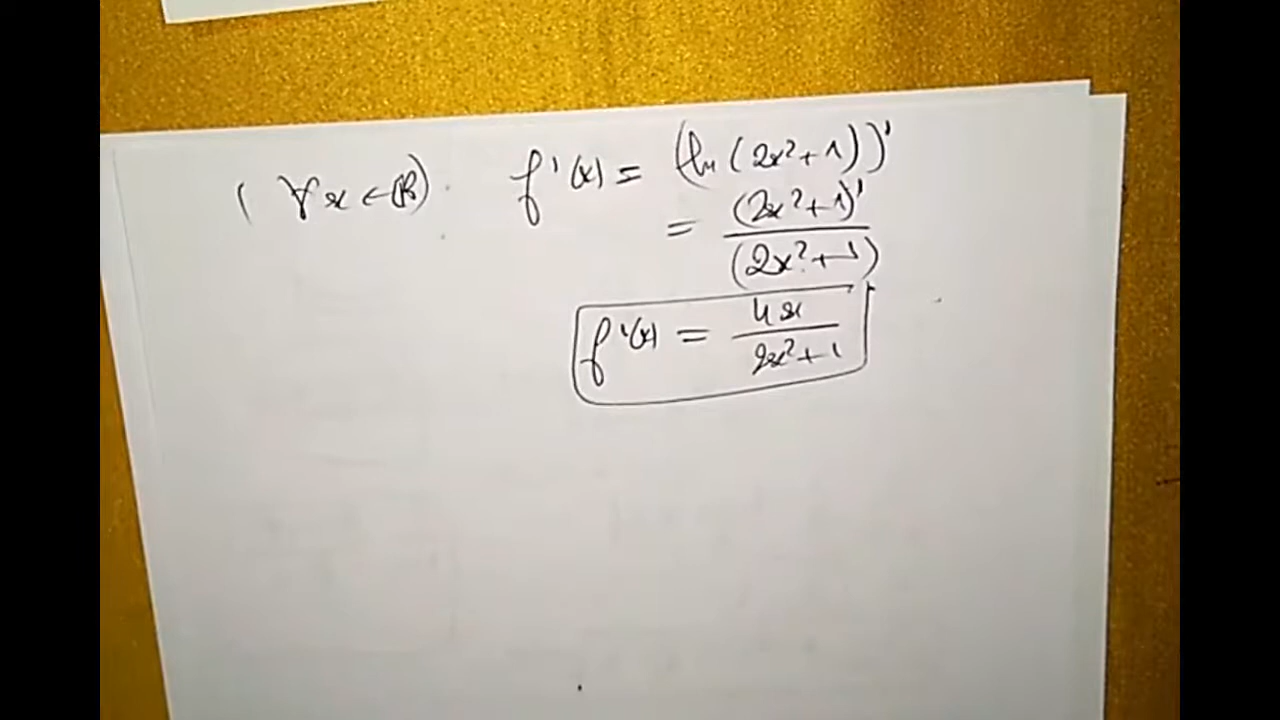 (∀x∈ℝ) f'(x) = (ln(2x²+1))'
= (2x²+1)' / (2x²+1)
f'(x) = 4x / 2x²+1